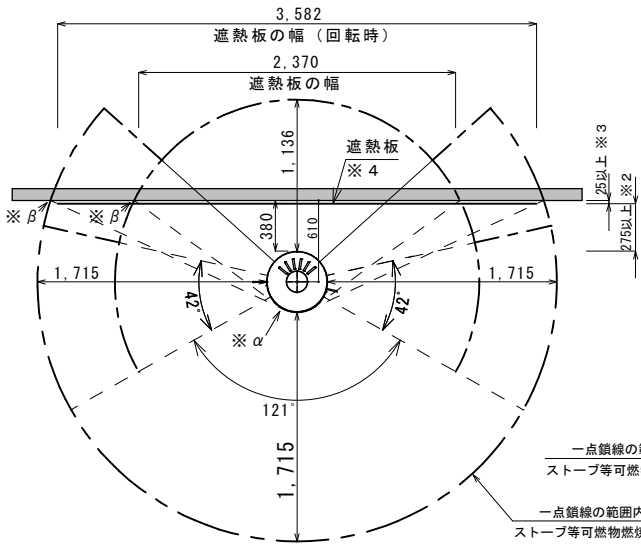 3,582
遮熱板の幅（回転時）
2,370
遮熱板の幅
1,136
遮熱板
※4
25以上 ※3
275以上 ※2
※β
※β
380
610
1,715
1,715
42°
42°
※α
121°
1,715
一点鎖線の
ストーブ等可燃
一点鎖線の範囲内
ストーブ等可燃物燃